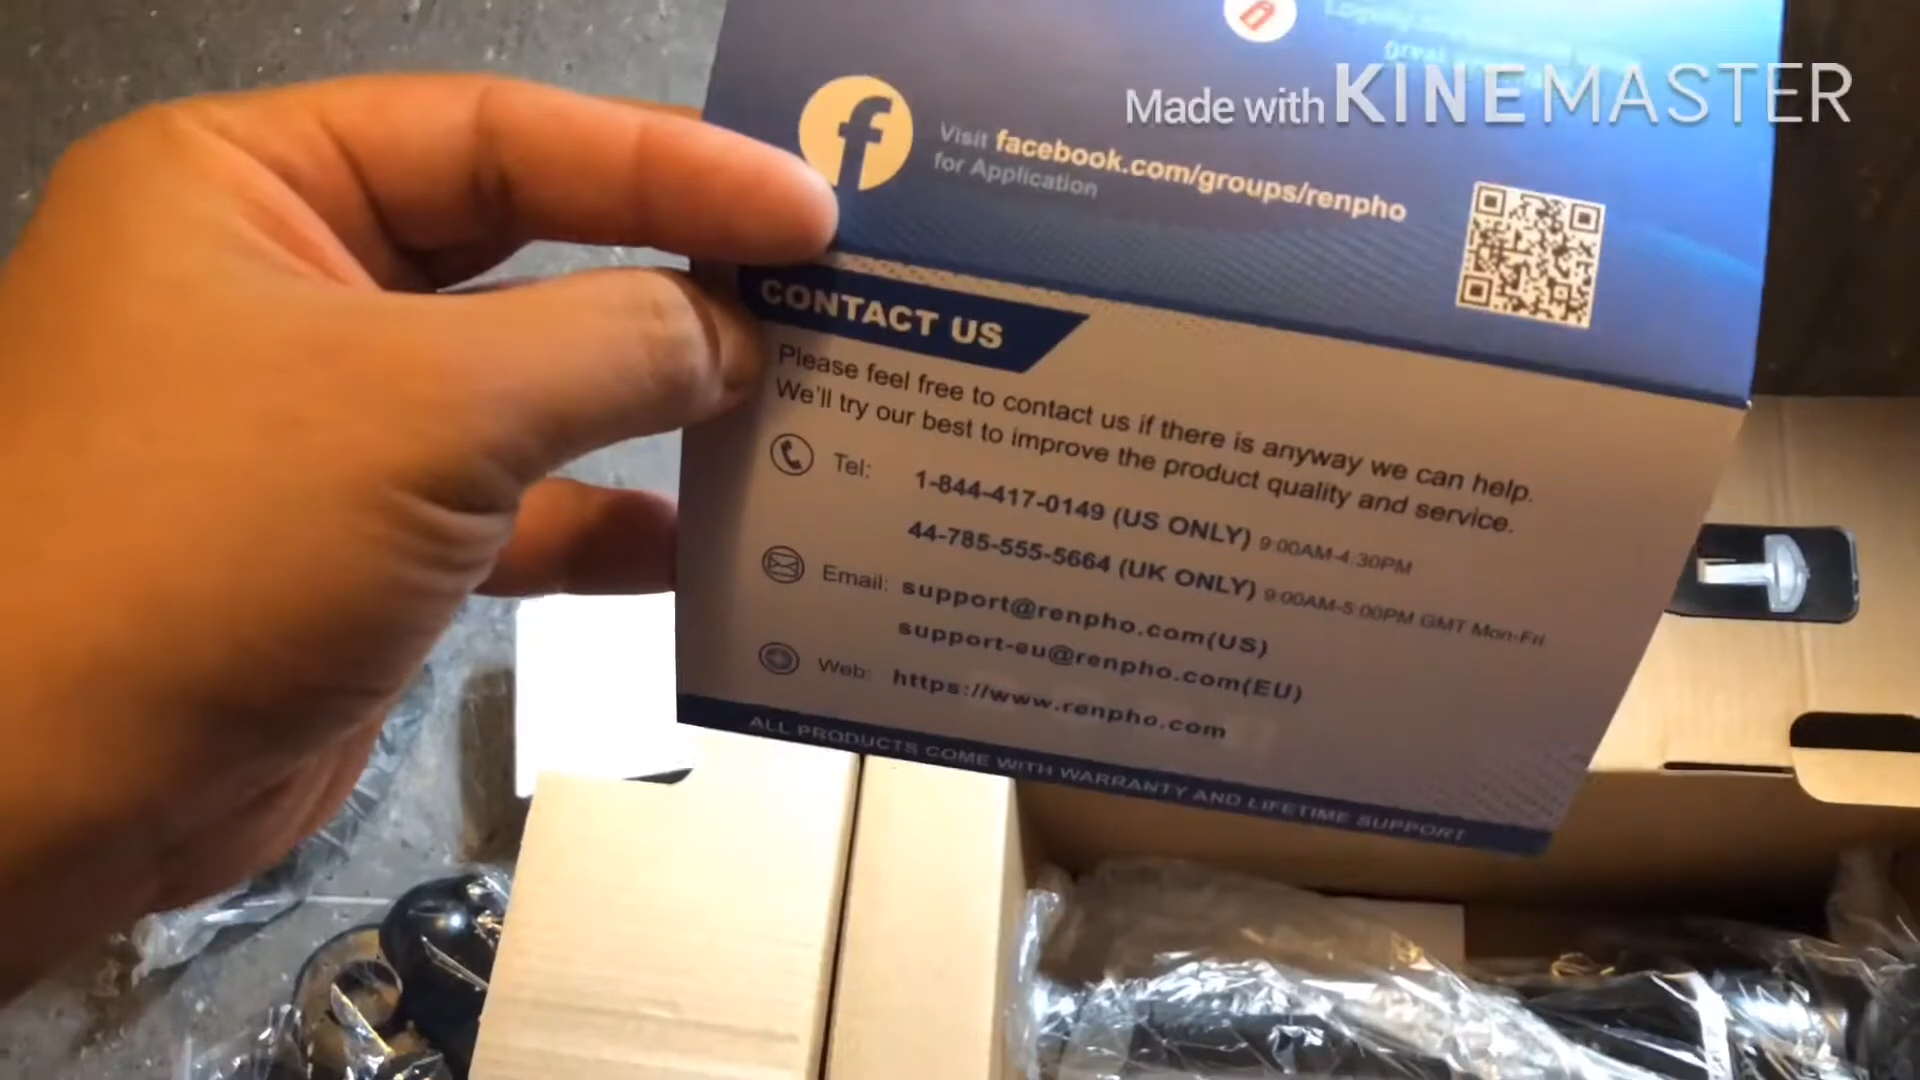 great
Made with KINEMASTER
f
Visit facebook.com/groups/renpho
for Application
CONTACT US
Please feel free to contact us if there is anyway we can help.
We'll try our best to improve the product quality and service.
Tel: 1-844-417-0149 (US ONLY) 9:00AM-4:30PM
44-785-555-5664 (UK ONLY) 9:00AM-5:00PM GMT Mon-Fri
Email: support@renpho.com(US)
support-eu@renpho.com(EU)
Web: https://www.renpho.com
ALL PRODUCTS COME WITH WARRANTY AND LIFETIME SUPPORT